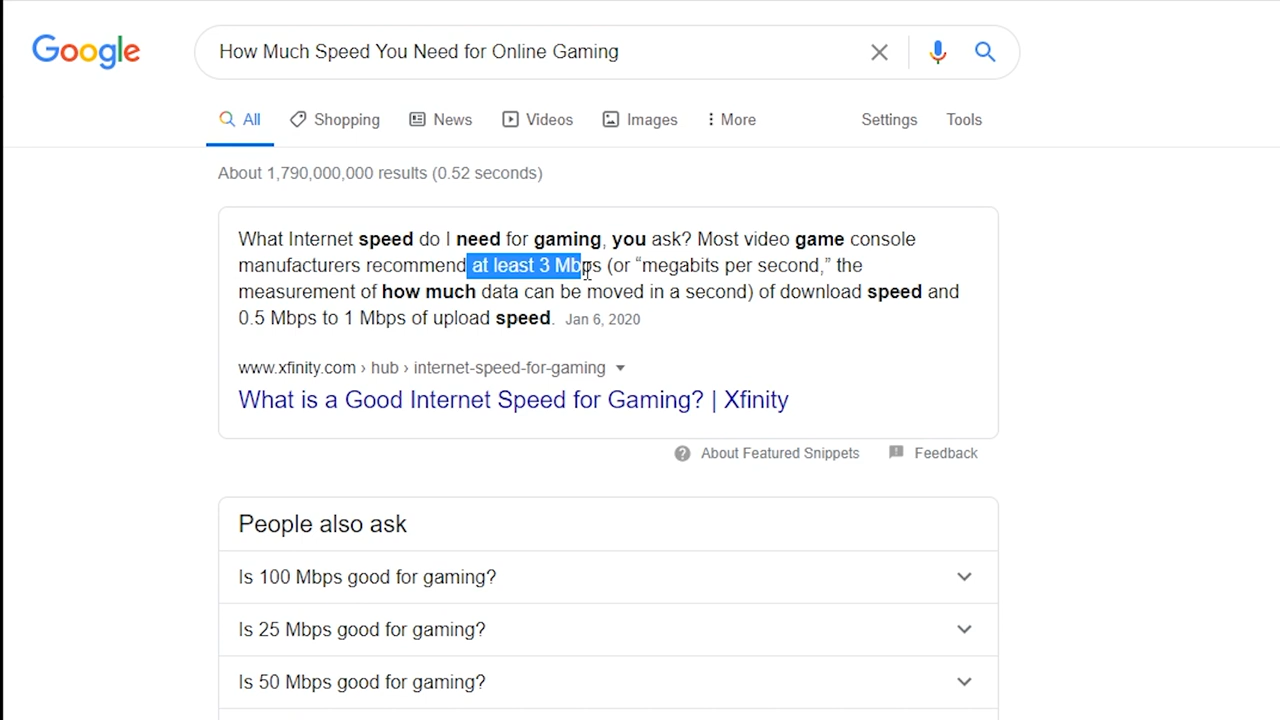 Google
How Much Speed You Need for Online Gaming
All Shopping News Videos Images More Settings Tools
About 1,790,000,000 results (0.52 seconds)
What Internet speed do I need for gaming, you ask? Most video game console
manufacturers recommend at least 3 Mbps (or “megabits per second,” the
measurement of how much data can be moved in a second) of download speed and
0.5 Mbps to 1 Mbps of upload speed. Jan 6, 2020
www.xfinity.com › hub › internet-speed-for-gaming
What is a Good Internet Speed for Gaming? | Xfinity
About Featured Snippets Feedback
People also ask
Is 100 Mbps good for gaming?
Is 25 Mbps good for gaming?
Is 50 Mbps good for gaming?